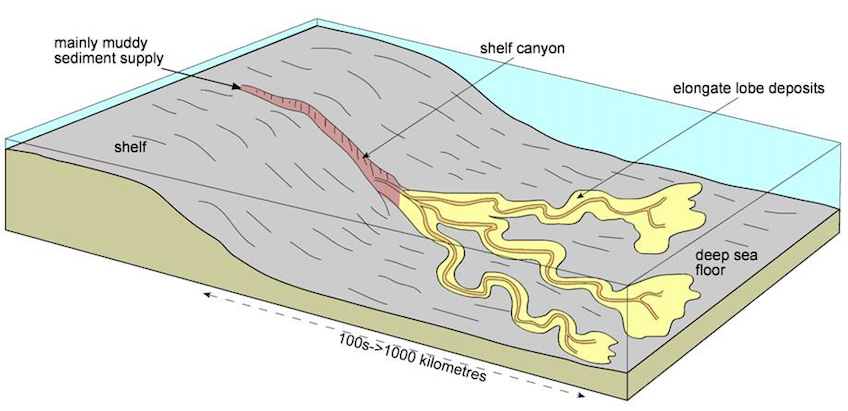 mainly muddy
sediment supply
shelf canyon
elongate lobe deposits
shelf
deep sea
floor
100s->1000 kilometres